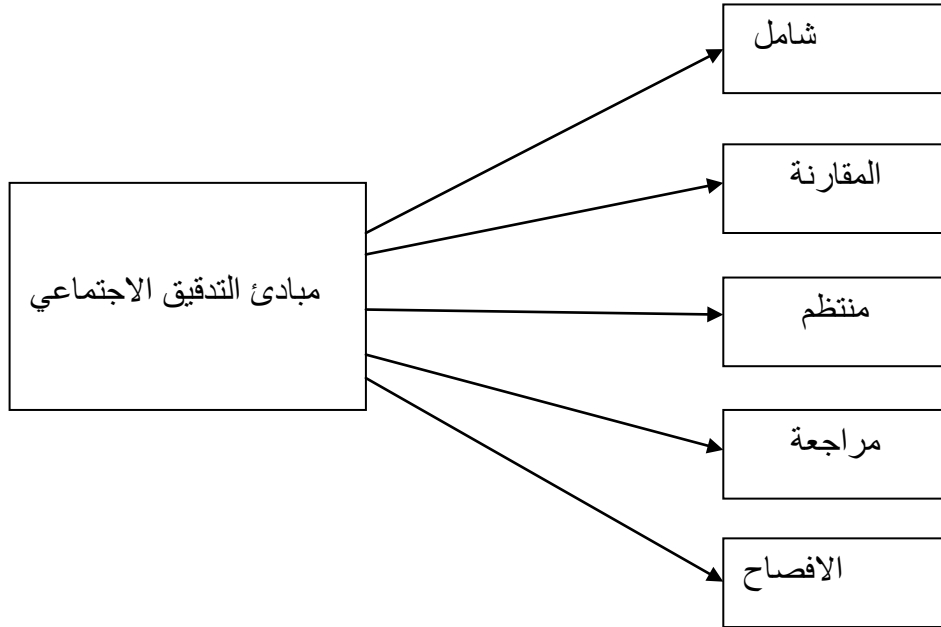 شامل
المقارنة
مبادئ التدقيق الاجتماعي
منتظم
مراجعة
الافصاح